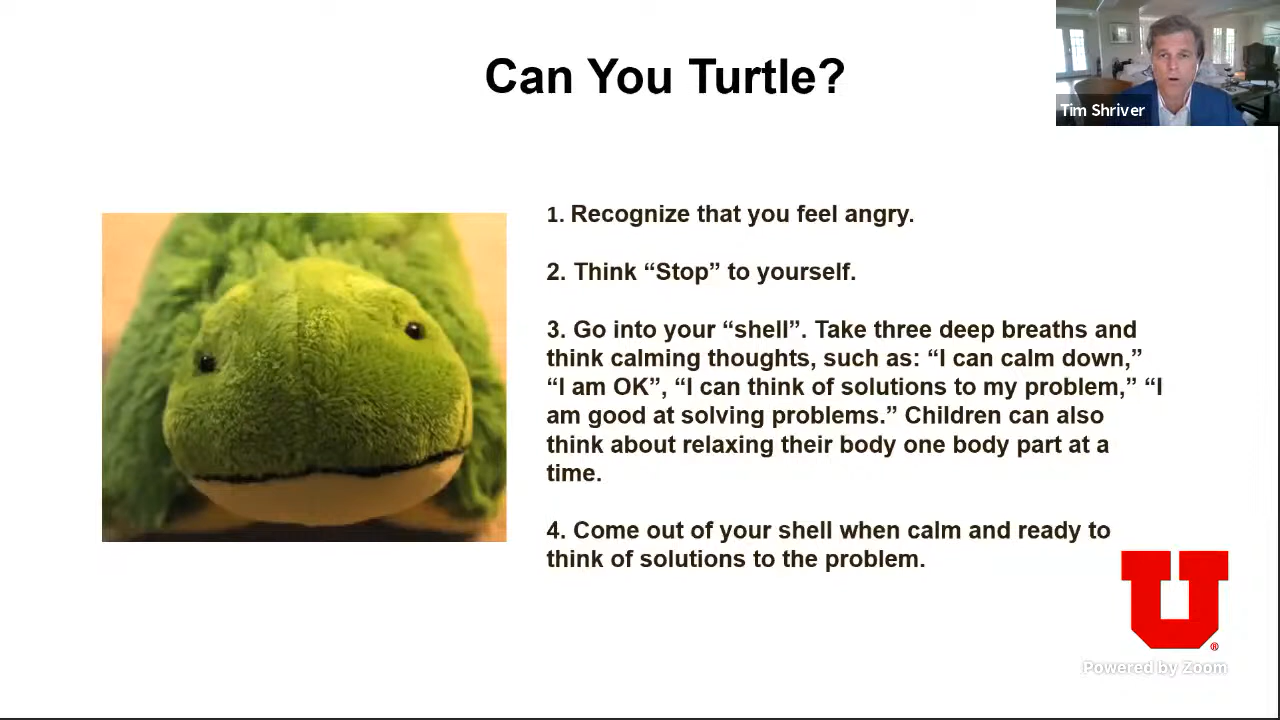 Can You Turtle?
Tim Shriver
1. Recognize that you feel angry.
2. Think “Stop” to yourself.
3. Go into your “shell”. Take three deep breaths and
think calming thoughts, such as: “I can calm down,”
“I am OK”, “I can think of solutions to my problem,” “I
am good at solving problems.” Children can also
think about relaxing their body one body part at a
time.
4. Come out of your shell when calm and ready to
think of solutions to the problem.
U
®
Powered by Zoom